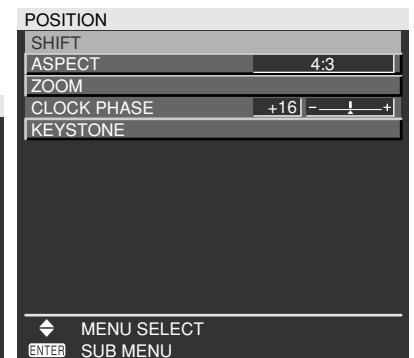 POSITION
SHIFT
ASPECT 4:3
ZOOM
CLOCK PHASE +16 - +
KEYSTONE
MENU SELECT
ENTER SUB MENU